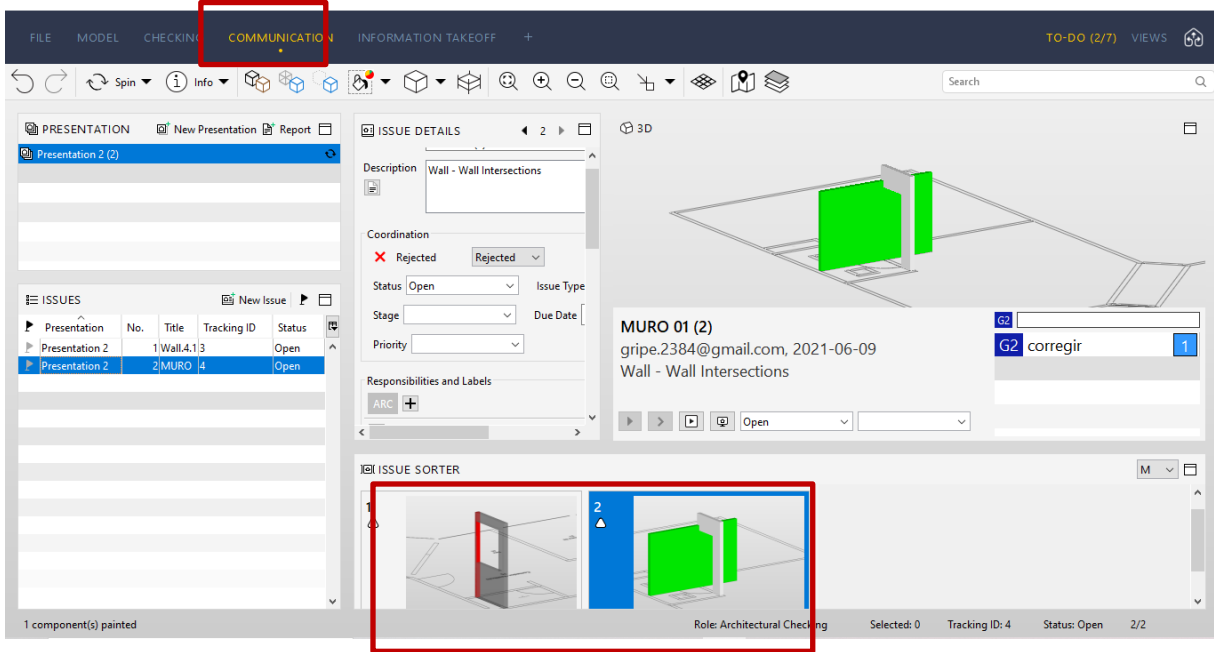 FILE MODEL CHECKING COMMUNICATION INFORMATION TAKEOFF + TO-DO (2/7) VIEWS
Spin Info Search
PRESENTATION New Presentation Report
Presentation 2 (2)
ISSUES New Issue
Presentation No. Title Tracking ID Status
Presentation 2 1 Wall.4.1 3 Open
Presentation 2 2 MURO 4 Open
ISSUE DETAILS 2
Description Wall - Wall Intersections
Coordination
Rejected Rejected
Status Open Issue Type
Stage Due Date
Priority
Responsibilities and Labels
ARC
3D
MURO 01 (2)
gripe.2384@gmail.com, 2021-06-09
Wall - Wall Intersections
Open
G2
G2 corregir 1
ISSUE SORTER M
1 2
1 component(s) painted Role: Architectural Checking Selected: 0 Tracking ID: 4 Status: Open 2/2